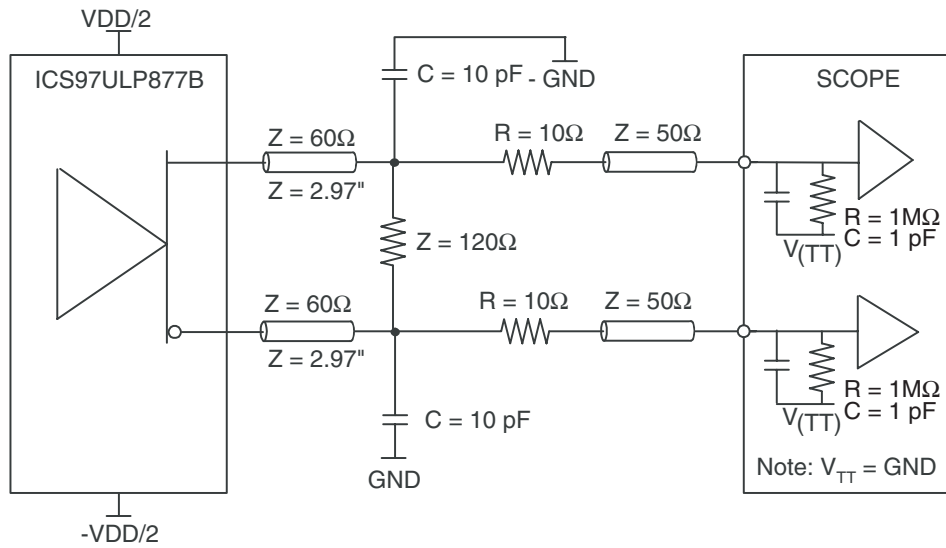 VDD/2
ICS97ULP877B
C = 10 pF
- GND
SCOPE
Z = 60Ω
Z = 2.97"
R = 10Ω
Z = 50Ω
R = 1MΩ
C = 1 pF
V(TT)
Z = 120Ω
Z = 60Ω
Z = 2.97"
R = 10Ω
Z = 50Ω
R = 1MΩ
C = 1 pF
V(TT)
C = 10 pF
GND
Note: VTT = GND
-VDD/2